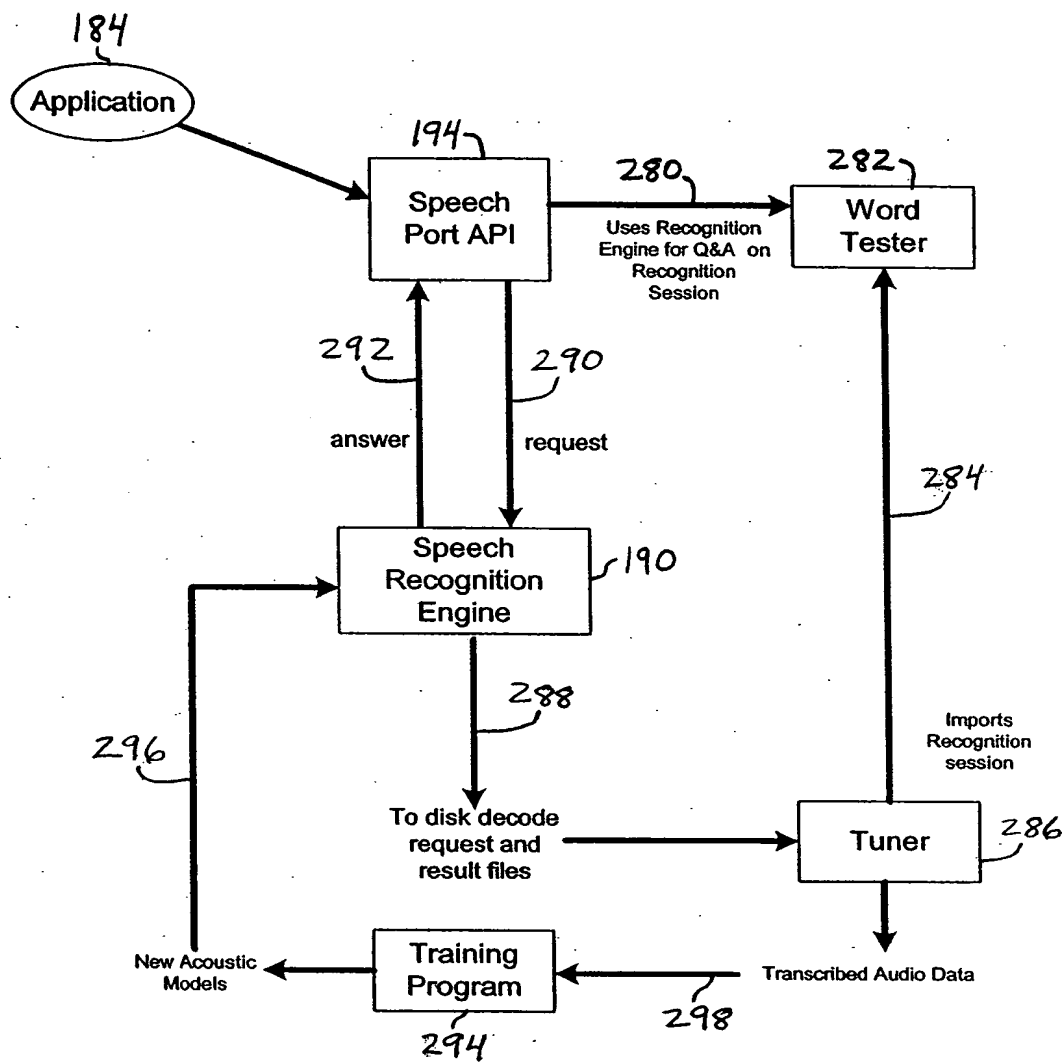 184
Application
194
Speech
Port API
280
Uses Recognition
Engine for Q&A on
Recognition
Session
282
Word
Tester
292
290
answer
request
284
Speech
Recognition
Engine
190
288
296
Imports
Recognition
session
To disk decode
request and
result files
Tuner
286
New Acoustic
Models
Training
Program
294
298
Transcribed Audio Data